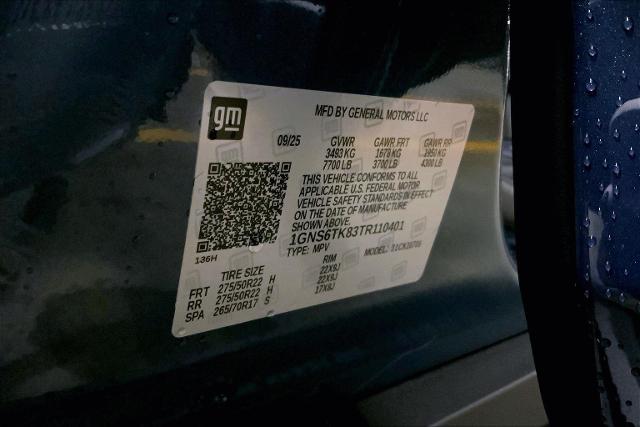 gm
MFD BY GENERAL MOTORS LLC
09/25 GVWR GAWR FRT GAWR RR
3493 KG 1679 KG 1950 KG
7700 LB 3700 LB 4300 LB
THIS VEHICLE CONFORMS TO ALL
APPLICABLE U.S. FEDERAL MOTOR
VEHICLE SAFETY STANDARDS IN EFFECT
ON THE DATE OF MANUFACTURE
SHOWN ABOVE.
1GNS6TK83TR110401
136H TYPE: MPV MODEL:
TIRE SIZE RIM
FRT 275/50R22 H 22X9J
RR 275/50R22 H 22X9J
SPA 265/70R17 S 17X8J